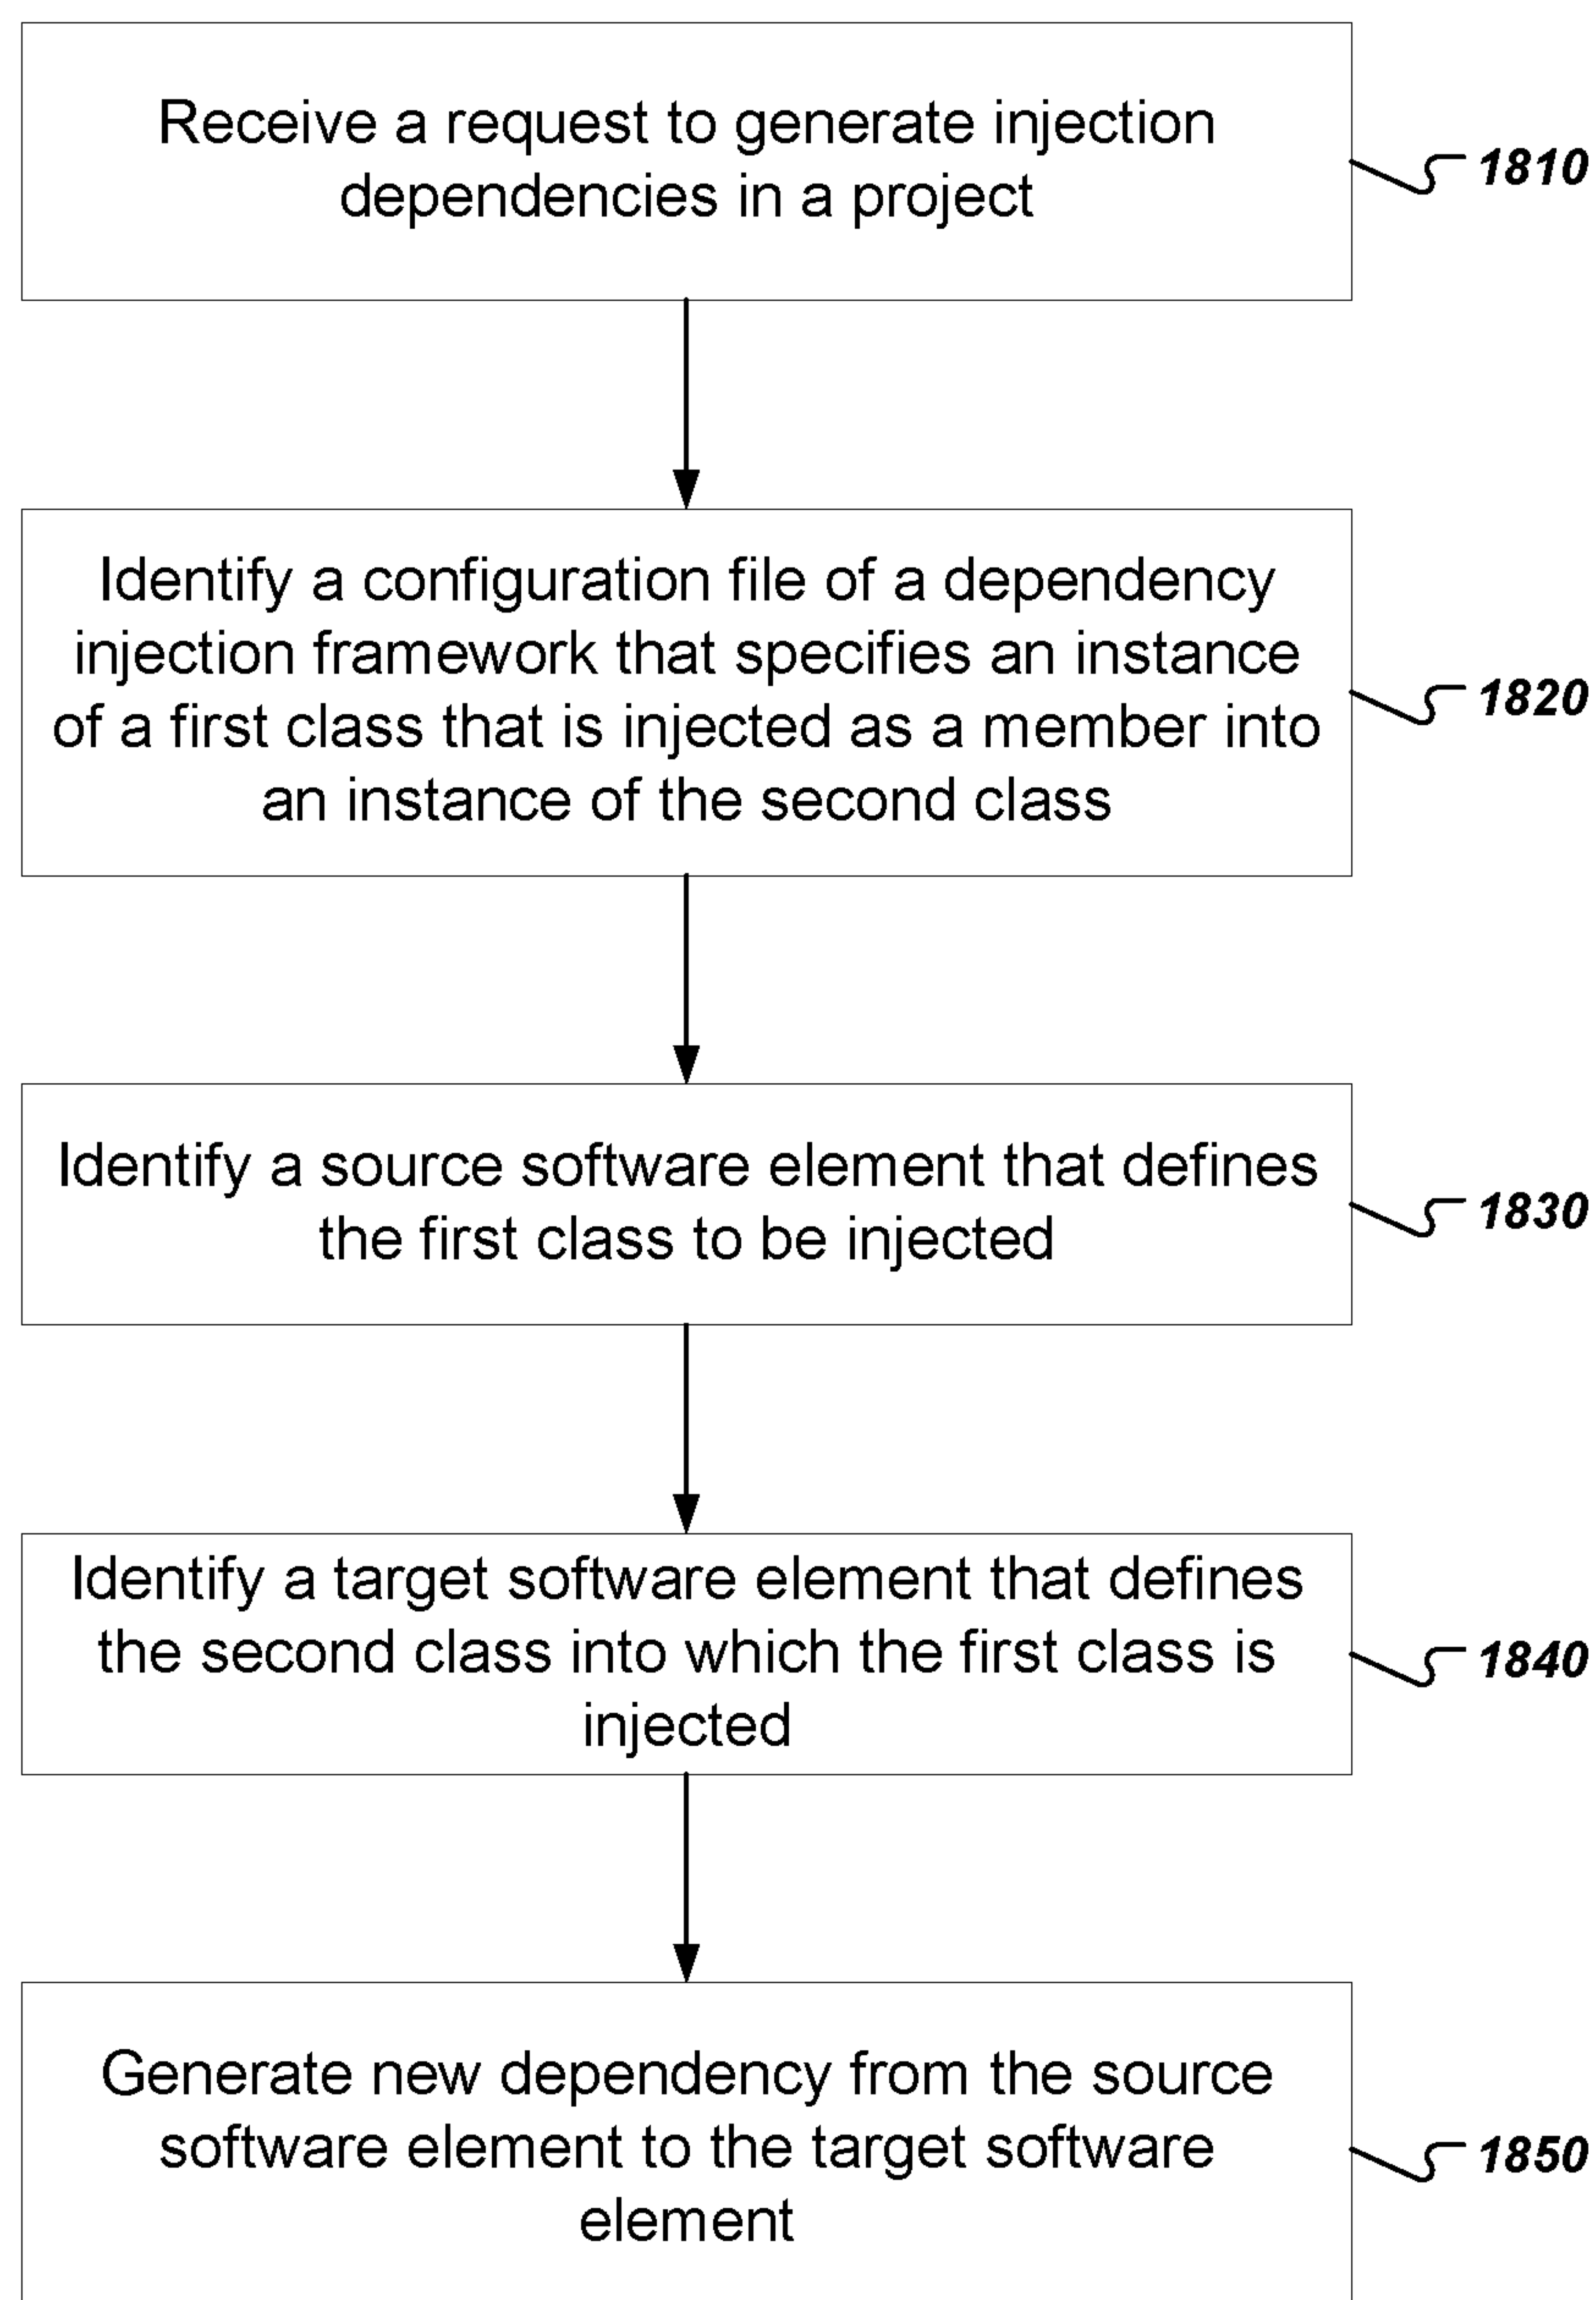 Receive a request to generate injection
dependencies in a project
1810
Identify a configuration file of a dependency
injection framework that specifies an instance
of a first class that is injected as a member into
an instance of the second class
1820
Identify a source software element that defines
the first class to be injected
1830
Identify a target software element that defines
the second class into which the first class is
injected
1840
Generate new dependency from the source
software element to the target software
element
1850